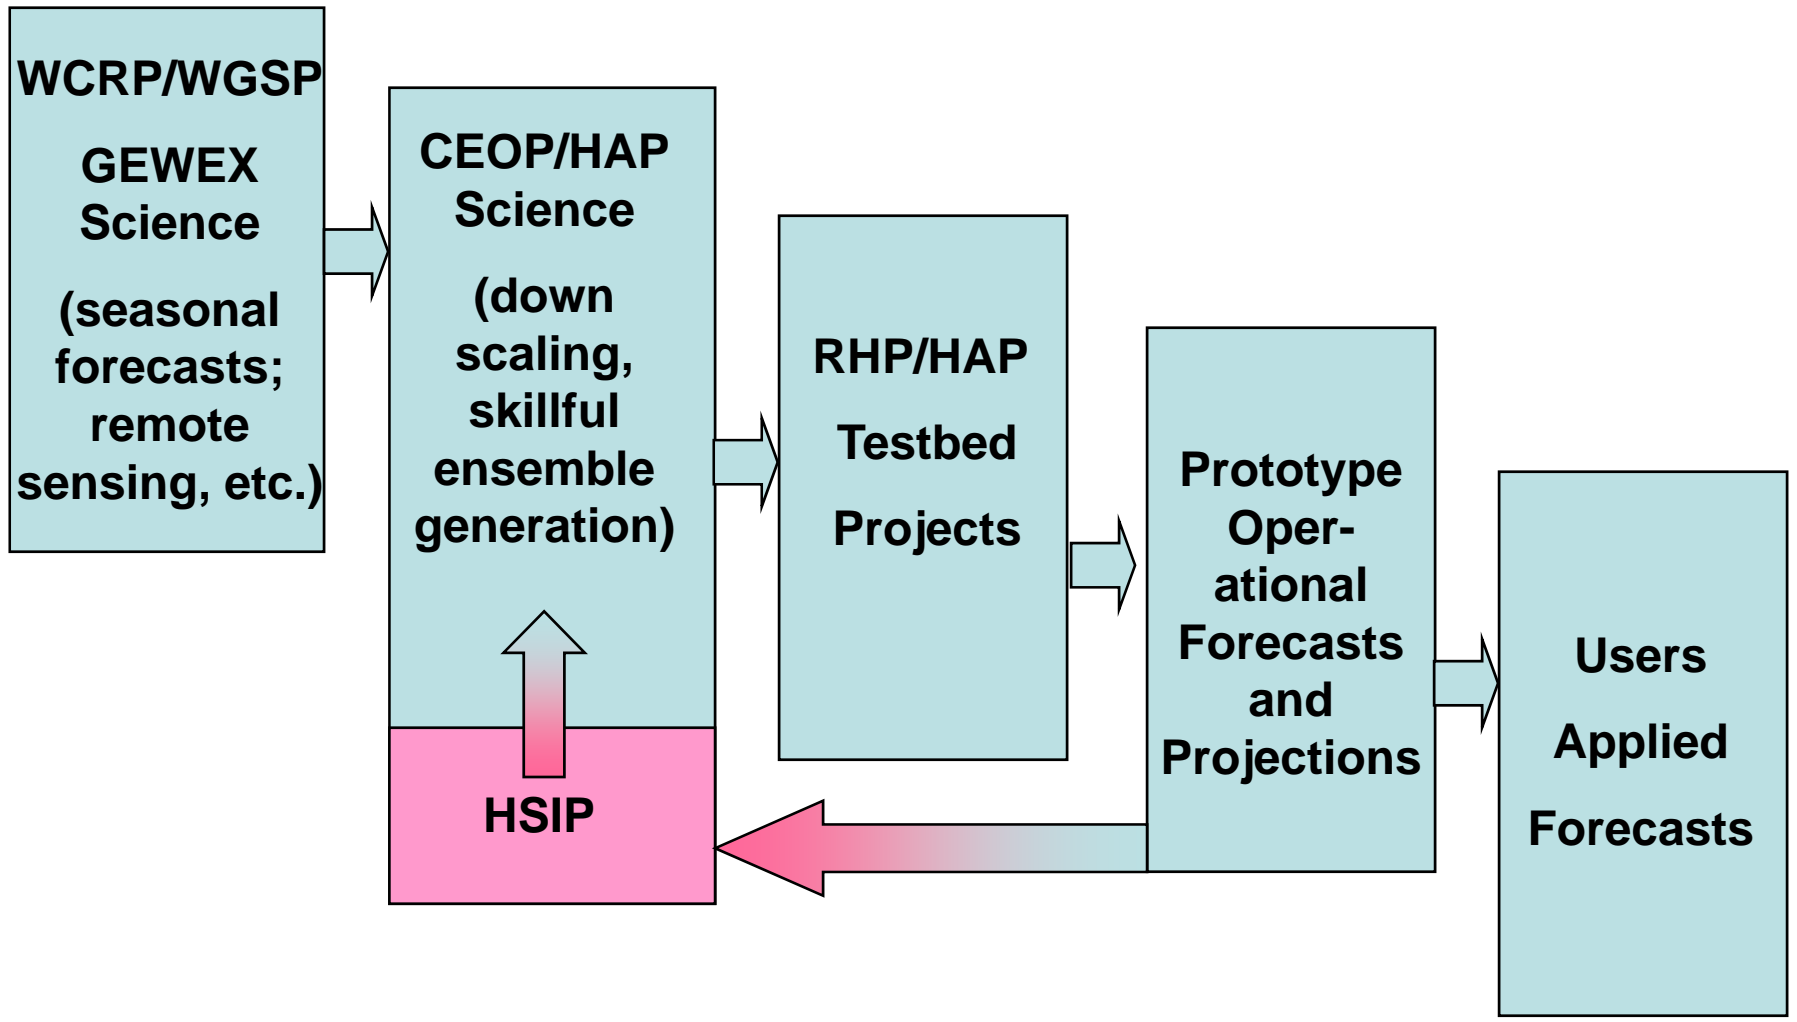 WCRP/WGSP
GEWEX
Science
(seasonal
forecasts;
remote
sensing, etc.)
CEOP/HAP
Science
(down
scaling,
skillful
ensemble
generation)
HSIP
RHP/HAP
Testbed
Projects
Prototype
Oper-
ational
Forecasts
and
Projections
Users
Applied
Forecasts